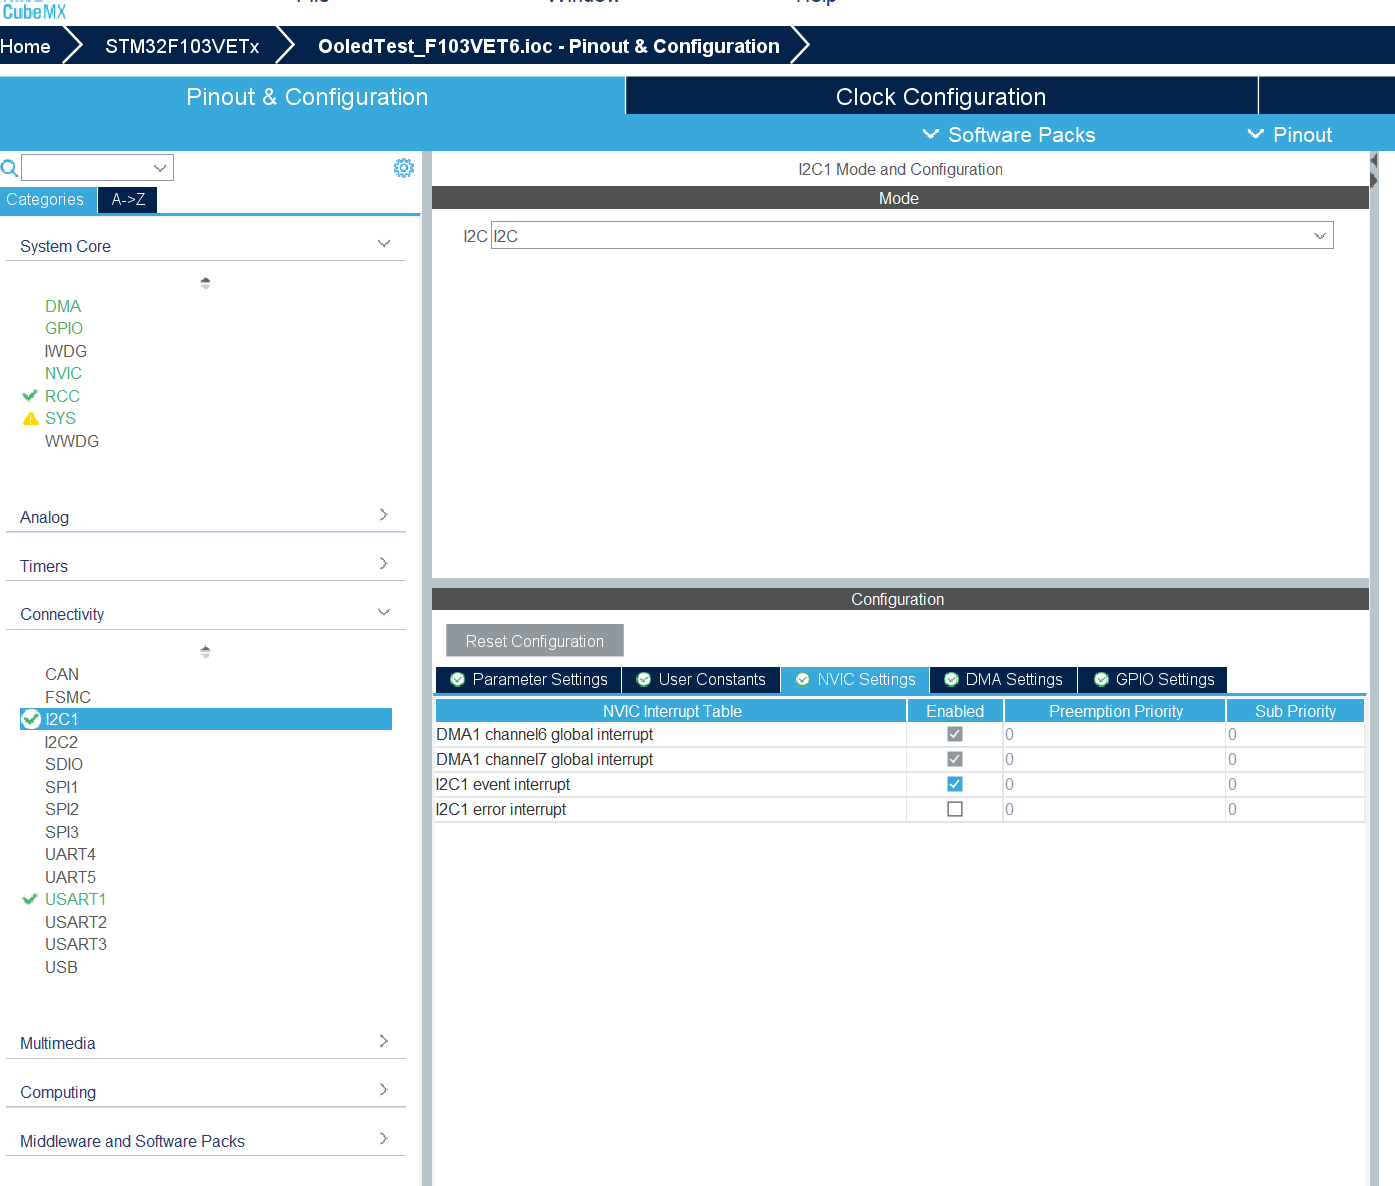 CubeMX
File Window Help
Home STM32F103VETx OoledTest_F103VET6.ioc - Pinout & Configuration
Pinout & Configuration Clock Configuration
Software Packs Pinout
I2C1 Mode and Configuration
Categories A->Z
Mode
I2C I2C
System Core
DMA
GPIO
IWDG
NVIC
RCC
SYS
WWDG
Analog
Timers
Connectivity
CAN
FSMC
I2C1
I2C2
SDIO
SPI1
SPI2
SPI3
UART4
UART5
USART1
USART2
USART3
USB
Multimedia
Computing
Middleware and Software Packs
Configuration
Reset Configuration
Parameter Settings User Constants NVIC Settings DMA Settings GPIO Settings
NVIC Interrupt Table Enabled Preemption Priority Sub Priority
DMA1 channel6 global interrupt 0 0
DMA1 channel7 global interrupt 0 0
I2C1 event interrupt 0 0
I2C1 error interrupt 0 0